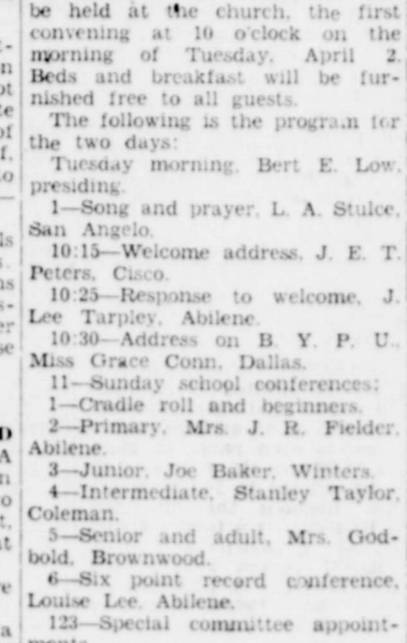 be held at the church, the first
convening at 10 o'clock on the
morning of Tuesday, April 2.
Beds and breakfast will be fur-
nished free to all guests.
The following is the program for
the two days:
Tuesday morning, Bert E. Low,
presiding.
1—Song and prayer, L. A. Stulce,
San Angelo.
10:15—Welcome address, J. E. T.
Peters, Cisco.
10:25—Response to welcome, J.
Lee Tarpley, Abilene.
10:30—Address on B. Y. P. U.,
Miss Grace Conn, Dallas.
11—Sunday school conferences:
1—Cradle roll and beginners.
2—Primary, Mrs. J. R. Fielder,
Abilene.
3—Junior, Joe Baker, Winters.
4—Intermediate, Stanley Taylor,
Coleman.
5—Senior and adult, Mrs. God-
bold, Brownwood.
6—Six point record conference,
Louise Lee, Abilene.
123—Special committee appoint-